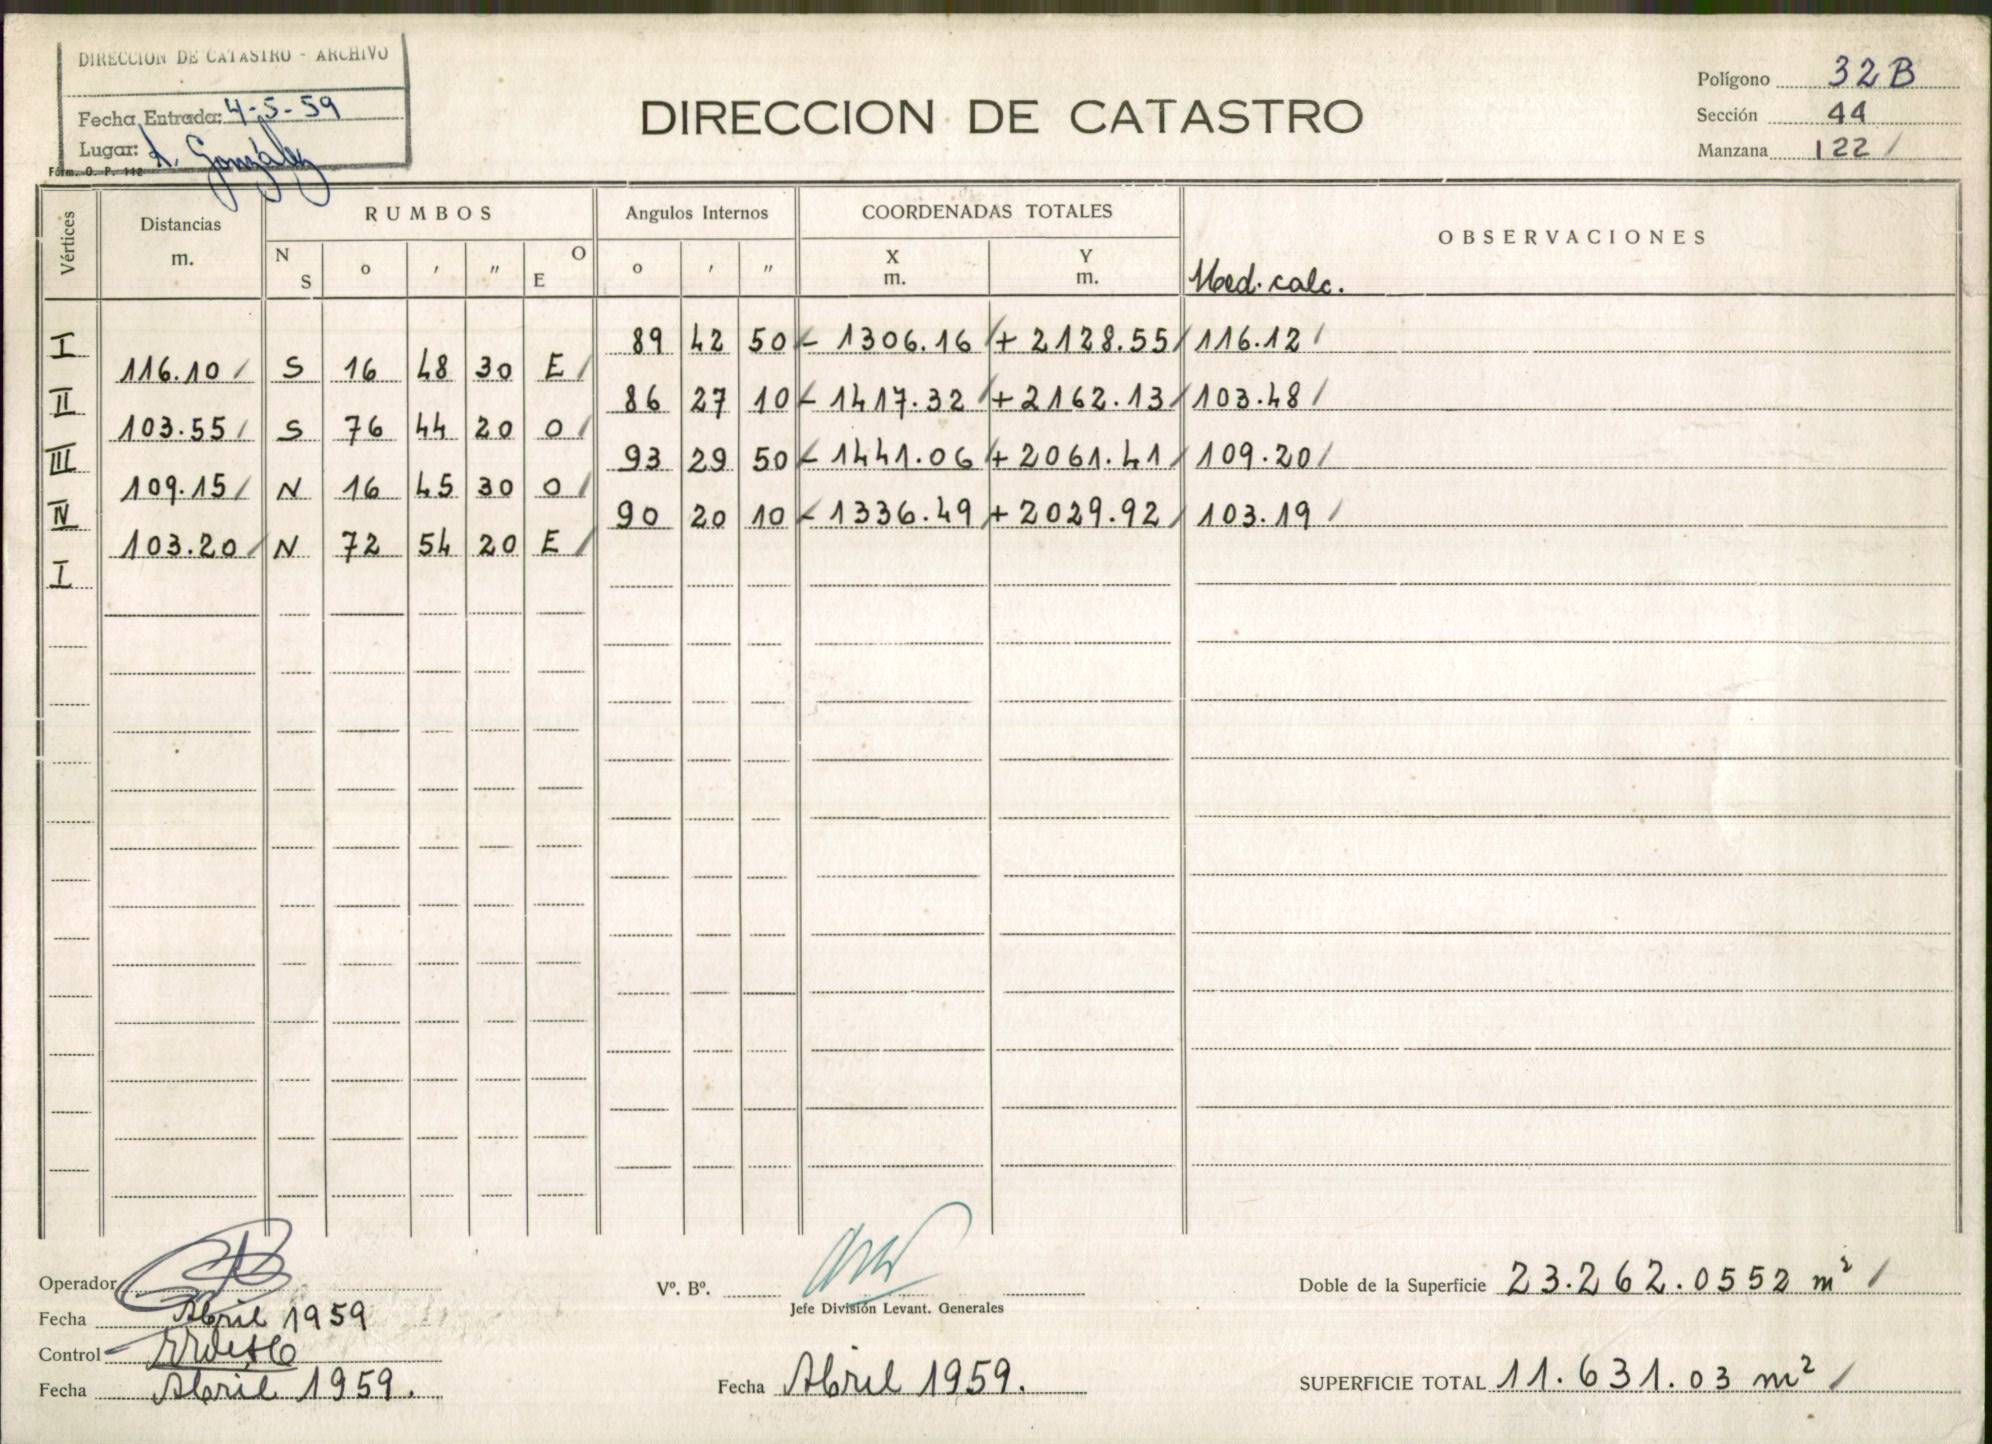 DIRECCION DE CATASTRO - ARCHIVO
Fecha Entrada: 4-5-59
Lugar: A. González
Form. O. P. 112
DIRECCION DE CATASTRO
Polígono 32B
Sección 44
Manzana 122 /
Vértices Distancias m. RUMBOS Angulos Internos COORDENADAS TOTALES OBSERVACIONES
N S o ' " O E o ' " X m. Y m. Med. calc.
I 89 42 50 - 1306.16 / + 2128.55 / 116.12 /
116.10 / S 16 48 30 E /
II 86 27 10 - 1417.32 / + 2162.13 / 103.48 /
103.55 / S 76 44 20 O /
III 93 29 50 - 1441.06 / + 2061.41 / 109.20 /
109.15 / N 16 45 30 O /
IV 90 20 10 - 1336.49 / + 2029.92 / 103.19 /
103.20 / N 72 54 20 E /
I
Operador
Fecha Abril 1959
Control
Fecha Abril 1959.
Vº. Bº.
Jefe División Levant. Generales
Fecha Abril 1959.
Doble de la Superficie 23.262.0552 m² /
SUPERFICIE TOTAL 11.631.03 m² /